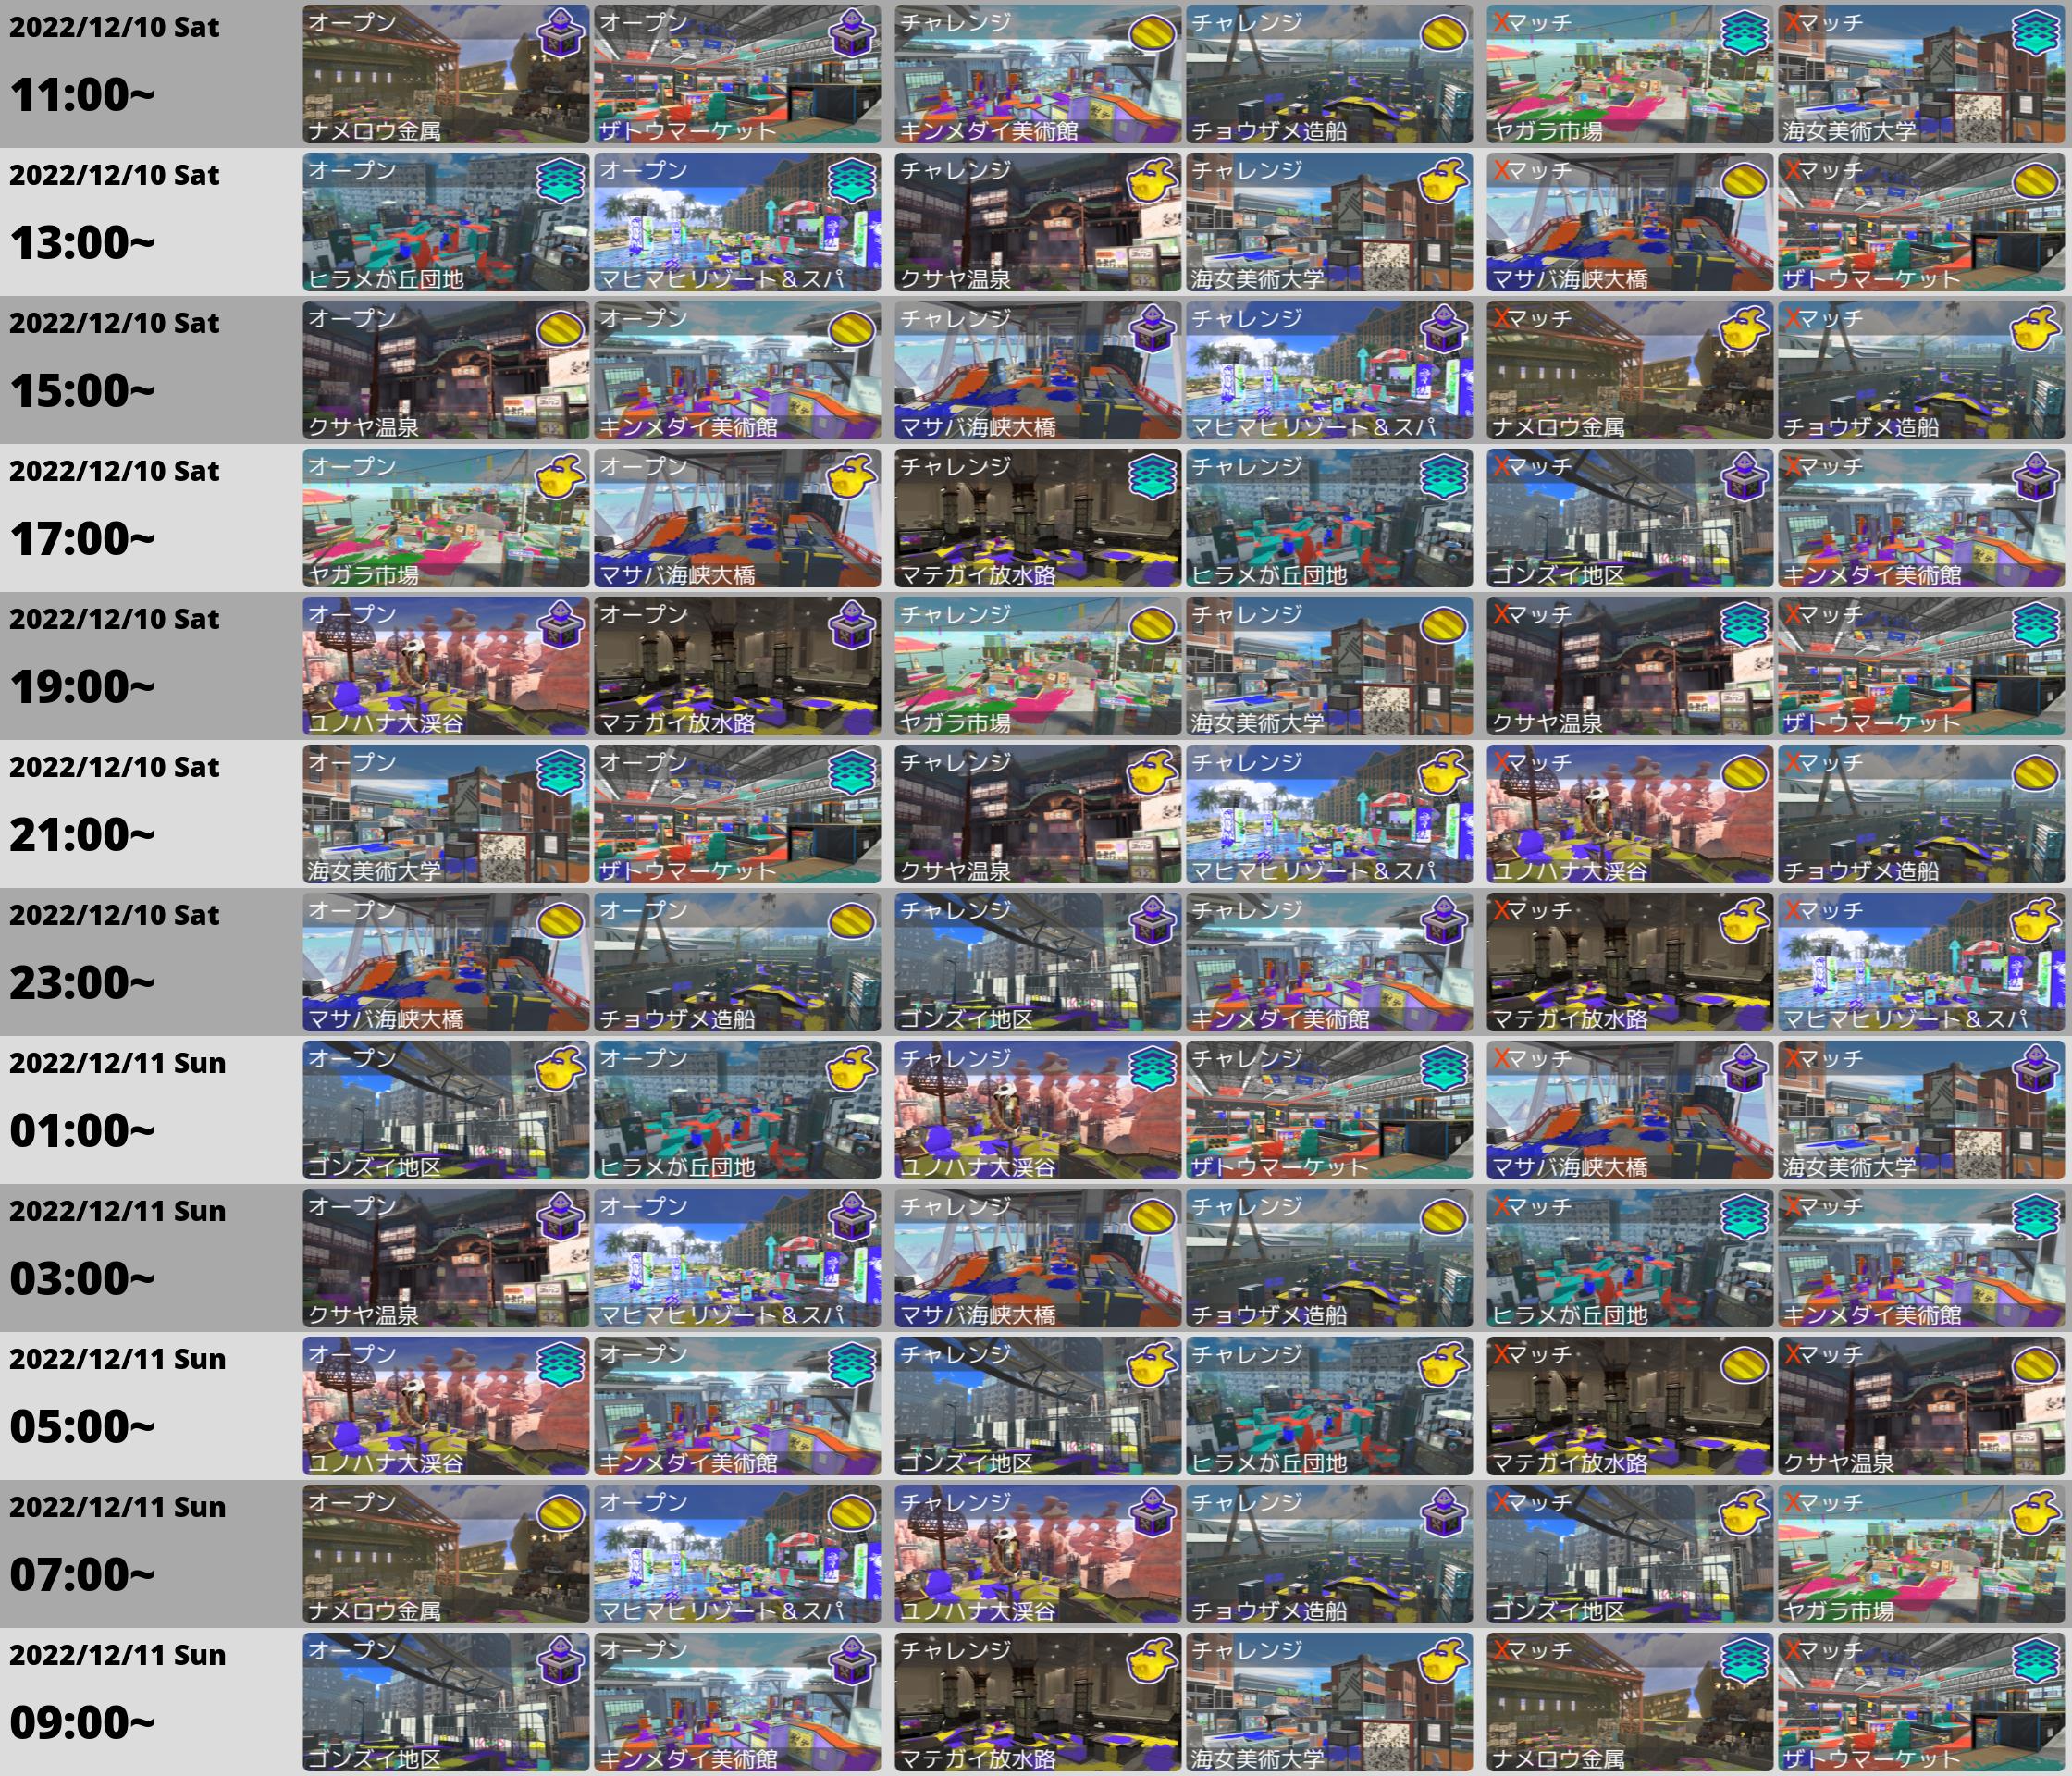 2022/12/10 Sat
11:00~
オープン オープン チャレンジ チャレンジ Xマッチ Xマッチ
ナメロウ金属 ザトウマーケット キンメダイ美術館 チョウザメ造船 ヤガラ市場 海女美術大学
2022/12/10 Sat
13:00~
オープン オープン チャレンジ チャレンジ Xマッチ Xマッチ
ヒラメが丘団地 マヒマヒリゾート＆スパ クサヤ温泉 海女美術大学 マサバ海峡大橋 ザトウマーケット
2022/12/10 Sat
15:00~
オープン オープン チャレンジ チャレンジ Xマッチ Xマッチ
クサヤ温泉 キンメダイ美術館 マサバ海峡大橋 マヒマヒリゾート＆スパ ナメロウ金属 チョウザメ造船
2022/12/10 Sat
17:00~
オープン オープン チャレンジ チャレンジ Xマッチ Xマッチ
ヤガラ市場 マサバ海峡大橋 マテガイ放水路 ヒラメが丘団地 ゴンズイ地区 キンメダイ美術館
2022/12/10 Sat
19:00~
オープン オープン チャレンジ チャレンジ Xマッチ Xマッチ
ユノハナ大渓谷 マテガイ放水路 ヤガラ市場 海女美術大学 クサヤ温泉 ザトウマーケット
2022/12/10 Sat
21:00~
オープン オープン チャレンジ チャレンジ Xマッチ Xマッチ
海女美術大学 ザトウマーケット クサヤ温泉 マヒマヒリゾート＆スパ ユノハナ大渓谷 チョウザメ造船
2022/12/10 Sat
23:00~
オープン オープン チャレンジ チャレンジ Xマッチ Xマッチ
マサバ海峡大橋 チョウザメ造船 ゴンズイ地区 キンメダイ美術館 マテガイ放水路 マヒマヒリゾート＆スパ
2022/12/11 Sun
01:00~
オープン オープン チャレンジ チャレンジ Xマッチ Xマッチ
ゴンズイ地区 ヒラメが丘団地 ユノハナ大渓谷 ザトウマーケット マサバ海峡大橋 海女美術大学
2022/12/11 Sun
03:00~
オープン オープン チャレンジ チャレンジ Xマッチ Xマッチ
クサヤ温泉 マヒマヒリゾート＆スパ マサバ海峡大橋 チョウザメ造船 ヒラメが丘団地 キンメダイ美術館
2022/12/11 Sun
05:00~
オープン オープン チャレンジ チャレンジ Xマッチ Xマッチ
ユノハナ大渓谷 キンメダイ美術館 ゴンズイ地区 ヒラメが丘団地 マテガイ放水路 クサヤ温泉
2022/12/11 Sun
07:00~
オープン オープン チャレンジ チャレンジ Xマッチ Xマッチ
ナメロウ金属 マヒマヒリゾート＆スパ ユノハナ大渓谷 チョウザメ造船 ゴンズイ地区 ヤガラ市場
2022/12/11 Sun
09:00~
オープン オープン チャレンジ チャレンジ Xマッチ Xマッチ
ゴンズイ地区 キンメダイ美術館 マテガイ放水路 海女美術大学 ナメロウ金属 ザトウマーケット